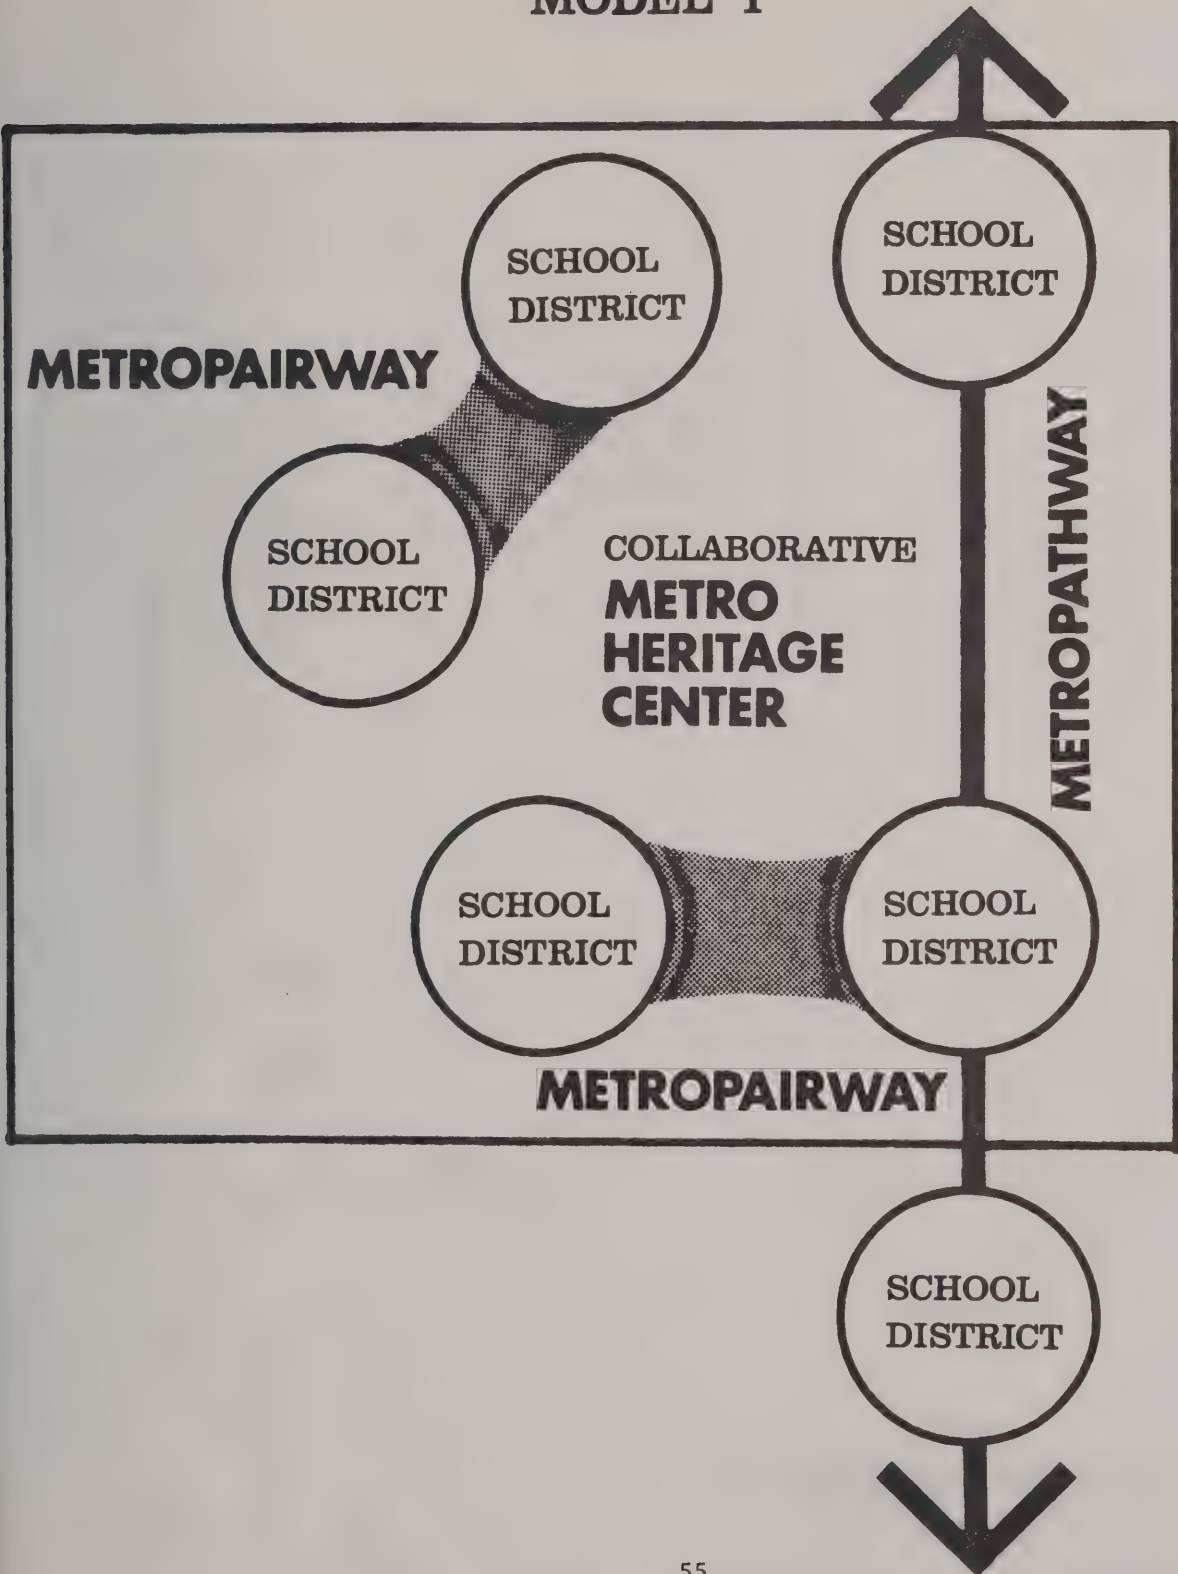 MODEL 1
SCHOOL
DISTRICT
SCHOOL
DISTRICT
METROPAIRWAY
METROPATHWAY
SCHOOL
DISTRICT
COLLABORATIVE
METRO
HERITAGE
CENTER
SCHOOL
DISTRICT
SCHOOL
DISTRICT
METROPAIRWAY
SCHOOL
DISTRICT
55